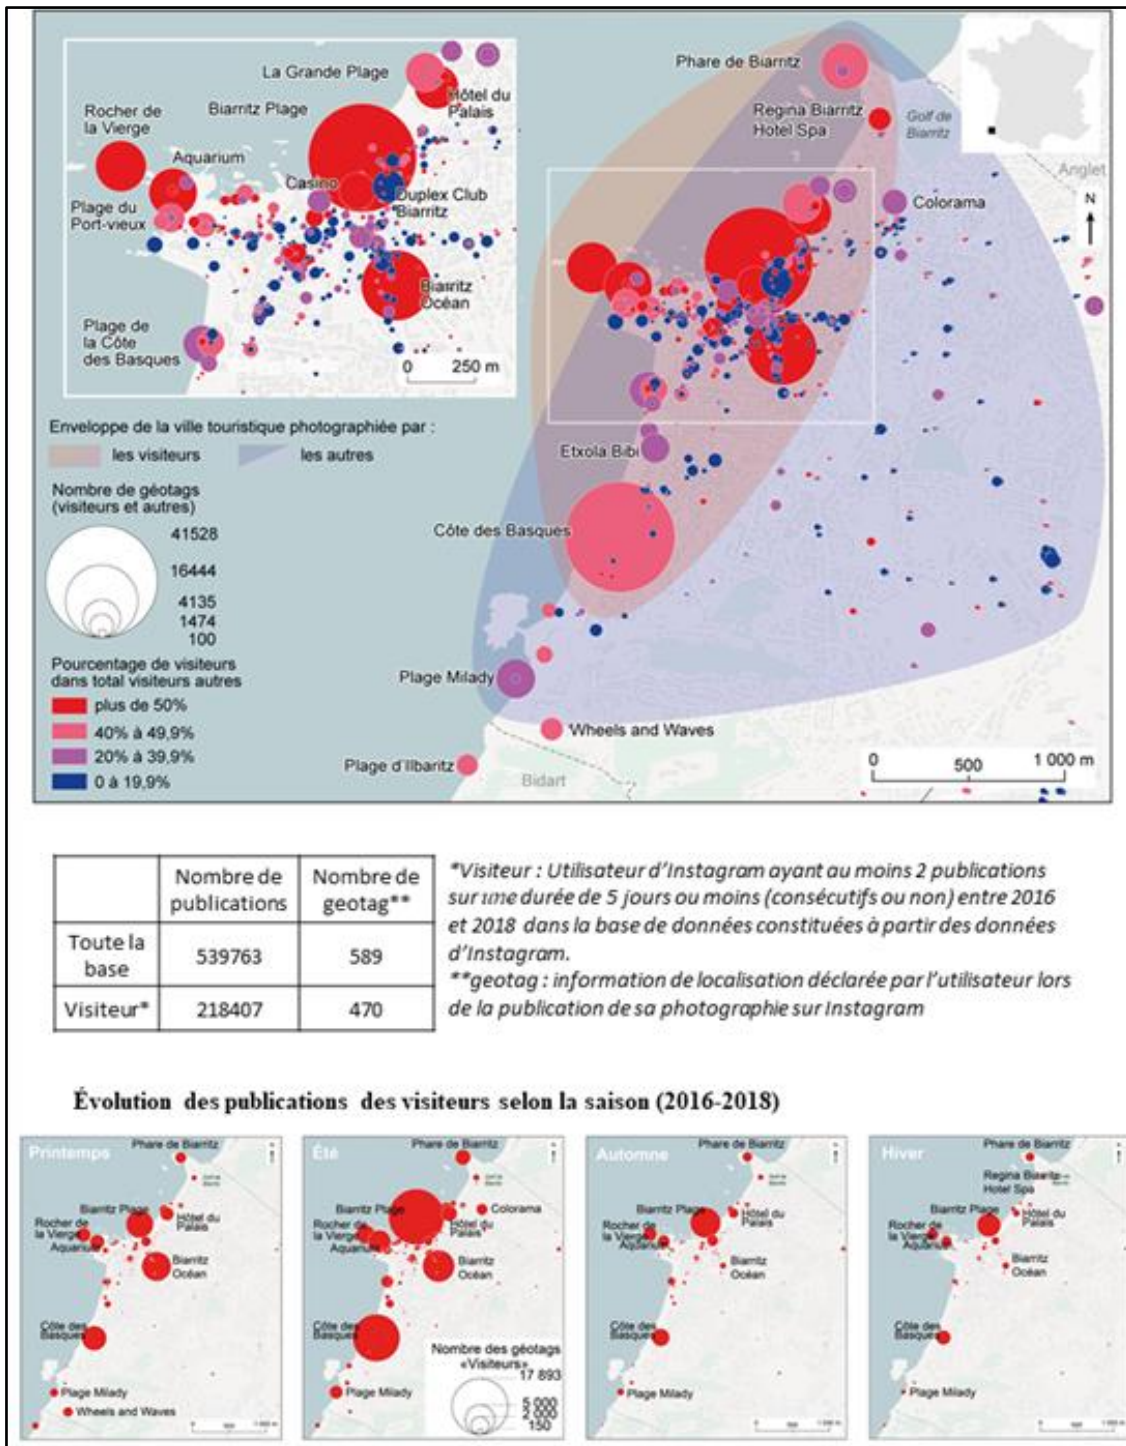 La Grande Plage
Biarritz Plage
Hôtel du
Palais
Rocher de
la Vierge
Aquarium
Casino
Duplex Club
Biarritz
Plage du
Port-vieux
Biarritz
Océan
Plage de
la Côte
des Basques
0 250 m
Phare de Biarritz
Regina Biarritz
Hotel Spa
Golf de
Biarritz
Anglet
N
Colorama
Enveloppe de la ville touristique photographiée par :
les visiteurs les autres
Etxola Bibi
Nombre de géotags
(visiteurs et autres)
41528
16444
4135
1474
100
Côte des Basques
Pourcentage de visiteurs
dans total visiteurs autres
plus de 50%
40% à 49,9%
20% à 39,9%
0 à 19,9%
Plage Milady
Wheels and Waves
Plage d'Ilbaritz
Bidart
0 500 1 000 m
Nombre de publications Nombre de geotag**
Toute la base 539763 589
Visiteur* 218407 470
*Visiteur : Utilisateur d'Instagram ayant au moins 2 publications
sur une durée de 5 jours ou moins (consécutifs ou non) entre 2016
et 2018 dans la base de données constituées à partir des données
d'Instagram.
**geotag : information de localisation déclarée par l'utilisateur lors
de la publication de sa photographie sur Instagram
Évolution des publications des visiteurs selon la saison (2016-2018)
Printemps
Phare de Biarritz
Biarritz Plage
Rocher de
la Vierge
Hôtel du
Palais
Aquarium
Biarritz
Océan
Côte des
Basques
Plage Milady
Wheels and Waves
Été
Phare de Biarritz
Biarritz Plage
Colorama
Rocher de
la Vierge
Hôtel du
Palais
Aquarium
Biarritz
Océan
Côte des
Basques
Nombre des géotags
«Visiteurs»
17 893
5 000
2 000
150
Plage Milady
Automne
Phare de Biarritz
Biarritz Plage
Rocher de
la Vierge
Hôtel du
Palais
Aquarium
Biarritz
Océan
Côte des
Basques
Plage Milady
Hiver
Phare de Biarritz
Regina Biarritz
Hotel Spa
Biarritz Plage
Rocher de
la Vierge
Hôtel du
Palais
Aquarium
Biarritz
Océan
Côte des
Basques
Plage Milady